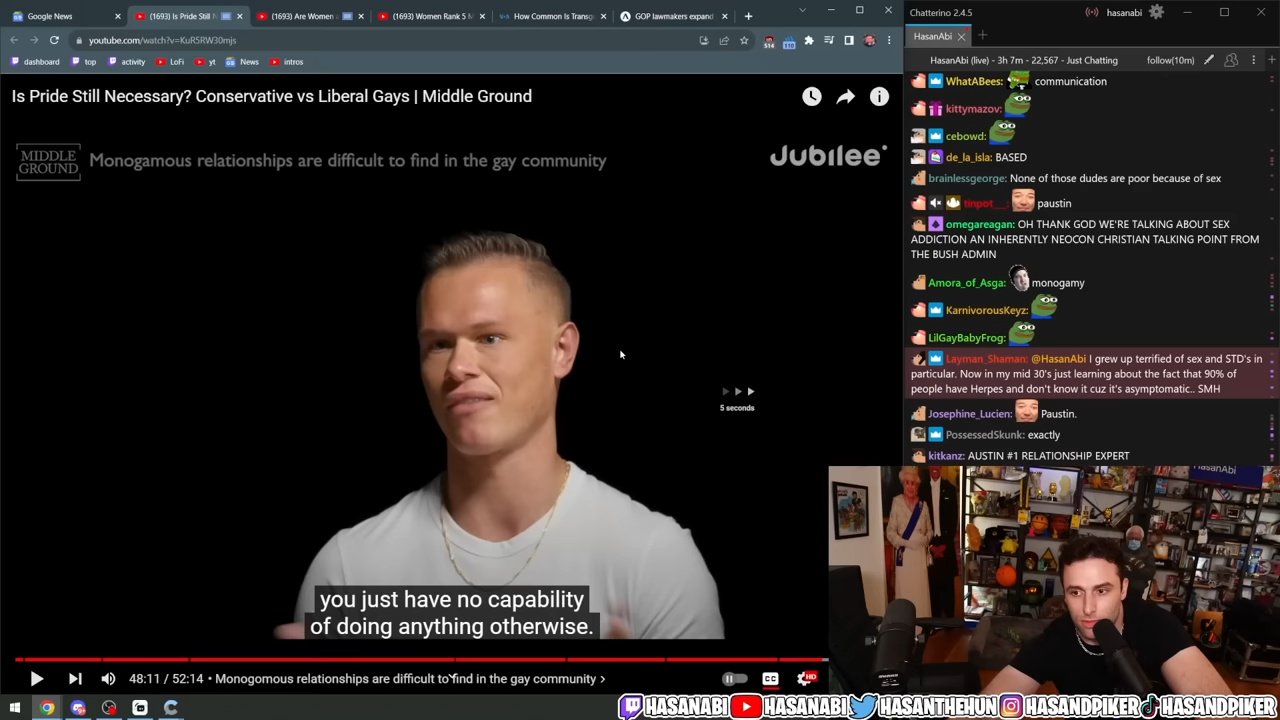 Google News
(1693) Is Pride Still N
(1693) Are Women
(1693) Women Rank 5 M
How Common Is Transg
GOP lawmakers expand
youtube.com/watch?v=KuR5RW30mjs
514
110
dashboard
top
activity
LoFi
yt
News
intros
Is Pride Still Necessary? Conservative vs Liberal Gays | Middle Ground
MIDDLE
GROUND
Monogamous relationships are difficult to find in the gay community
Jubilee
5 seconds
you just have no capability
of doing anything otherwise.
48:11 / 52:14 • Monogomous relationships are difficult to find in the gay community
CC
HD
Chatterino 2.4.5
hasanabi
HasanAbi
HasanAbi (live) - 3h 7m - 22,567 - Just Chatting
follow(10m)
WhatABees: communication
kittymazov:
cebowd:
de_la_isla: BASED
brainlessgeorge: None of those dudes are poor because of sex
tinpot__: paustin
omegareagan: OH THANK GOD WE'RE TALKING ABOUT SEX
ADDICTION AN INHERENTLY NEOCON CHRISTIAN TALKING POINT FROM
THE BUSH ADMIN
Amora_of_Asga: monogamy
KarnivorousKeyz:
LilGayBabyFrog:
Layman_Shaman: @HasanAbi I grew up terrified of sex and STD's in
particular. Now in my mid 30's just learning about the fact that 90% of
people have Herpes and don't know it cuz it's asymptomatic.. SMH
Josephine_Lucien: Paustin.
PossessedSkunk: exactly
kitkanz: AUSTIN #1 RELATIONSHIP EXPERT
HASANABI
HASANABI
HASANTHEHUN
HASANDPIKER
HASANDPIKER